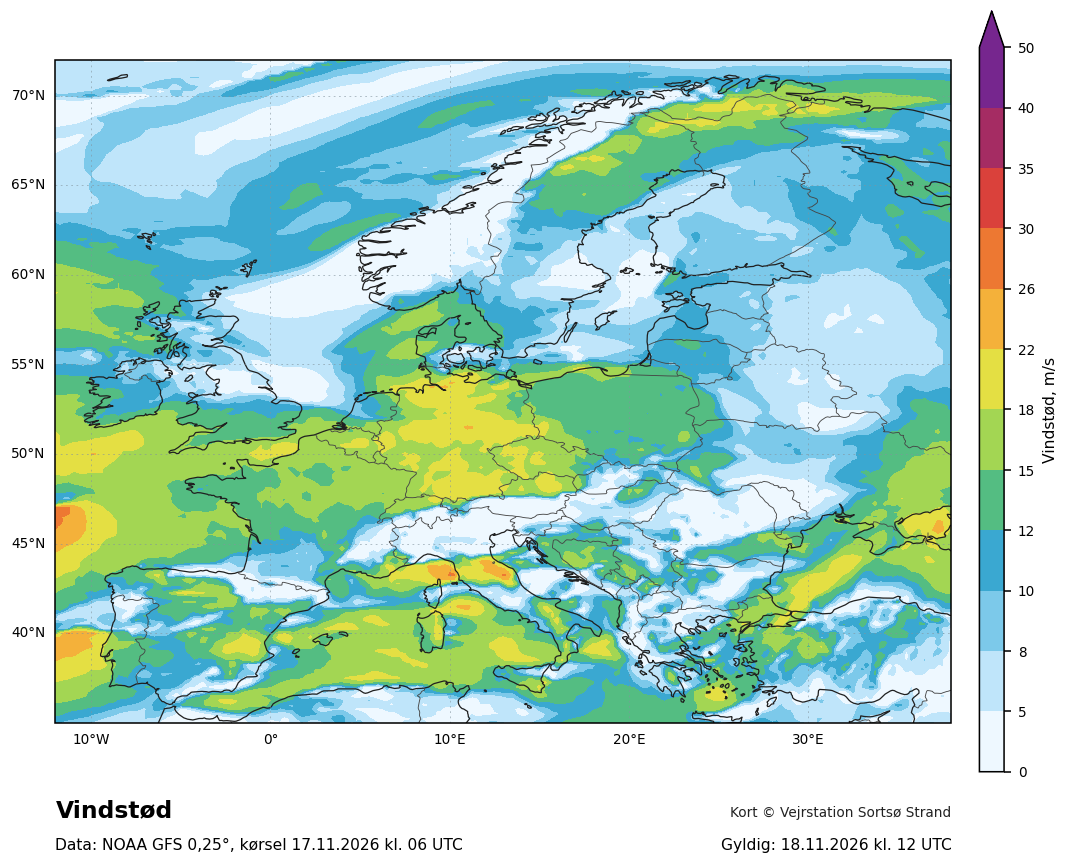 50
40
35
30
26
22
18
15
12
10
8
5
0
Vindstød, m/s
70°N
65°N
60°N
55°N
50°N
45°N
40°N
10°W
0°
10°E
20°E
30°E
Vindstød
Kort © Vejrstation Sortsø Strand
Data: NOAA GFS 0,25°, kørsel 17.11.2026 kl. 06 UTC
Gyldig: 18.11.2026 kl. 12 UTC